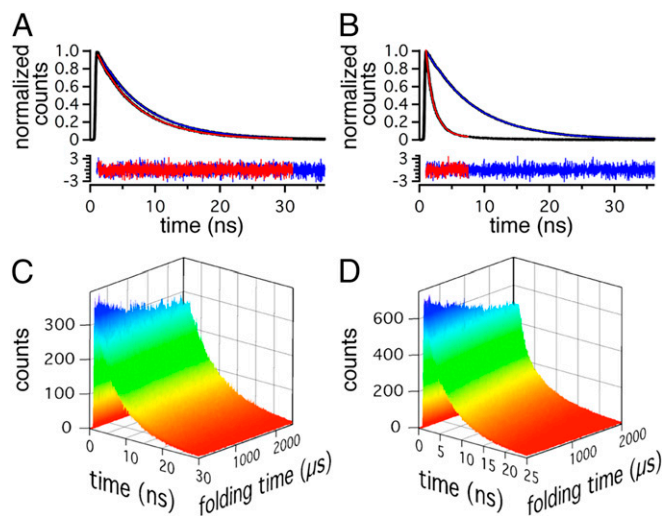 A
normalized
counts
1.0
0.8
0.6
0.4
0.2
0
3
-3
0 10 20 30
time (ns)
B
normalized
counts
1.0
0.8
0.6
0.4
0.2
0
3
-3
0 10 20 30
time (ns)
C
counts
300
200
100
0
0 10 20 30
time (ns)
1000 2000
folding time (µs)
D
counts
600
400
200
0
0 5 10 15 20 25
time (ns)
1000 2000
folding time (µs)